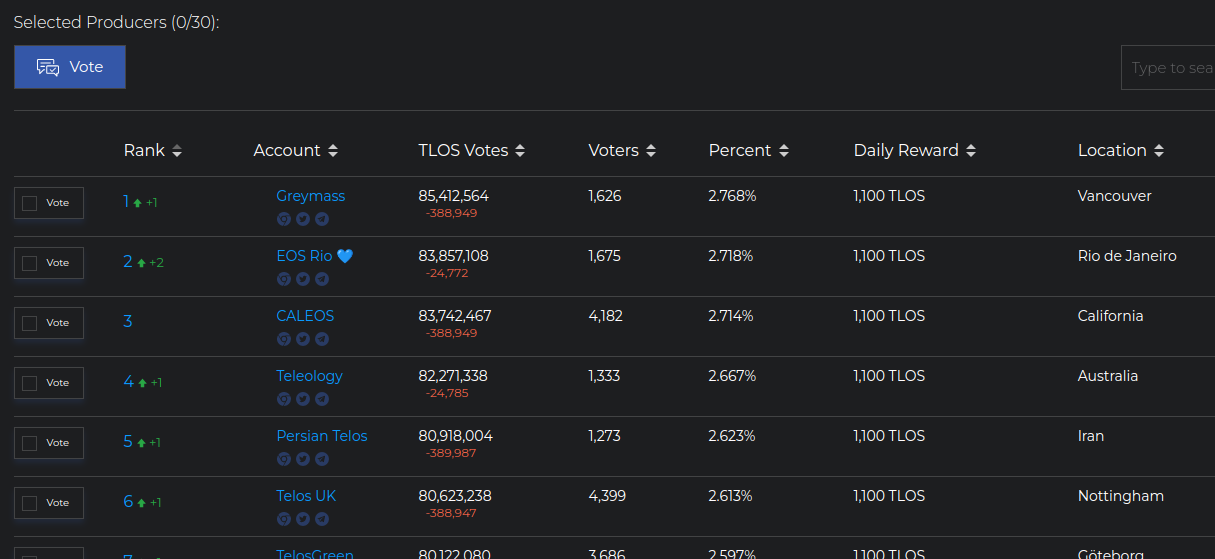 Selected Producers (0/30):
Vote
Type to sea
Rank Account TLOS Votes Voters Percent Daily Reward Location
Vote 1 +1 Greymass 85,412,564 1,626 2.768% 1,100 TLOS Vancouver
-388,949
Vote 2 +2 EOS Rio 💙 83,857,108 1,675 2.718% 1,100 TLOS Rio de Janeiro
-24,772
Vote 3 CALEOS 83,742,467 4,182 2.714% 1,100 TLOS California
-388,949
Vote 4 +1 Teleology 82,271,338 1,333 2.667% 1,100 TLOS Australia
-24,785
Vote 5 +1 Persian Telos 80,918,004 1,273 2.623% 1,100 TLOS Iran
-389,987
Vote 6 +1 Telos UK 80,623,238 4,399 2.613% 1,100 TLOS Nottingham
-388,947
7 TelosGreen 80,122,080 3,686 2.597% 1,100 TLOS Göteborg